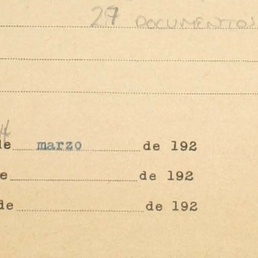 27 DOCUMENTOS
de marzo de 192
e de 192
de de 192